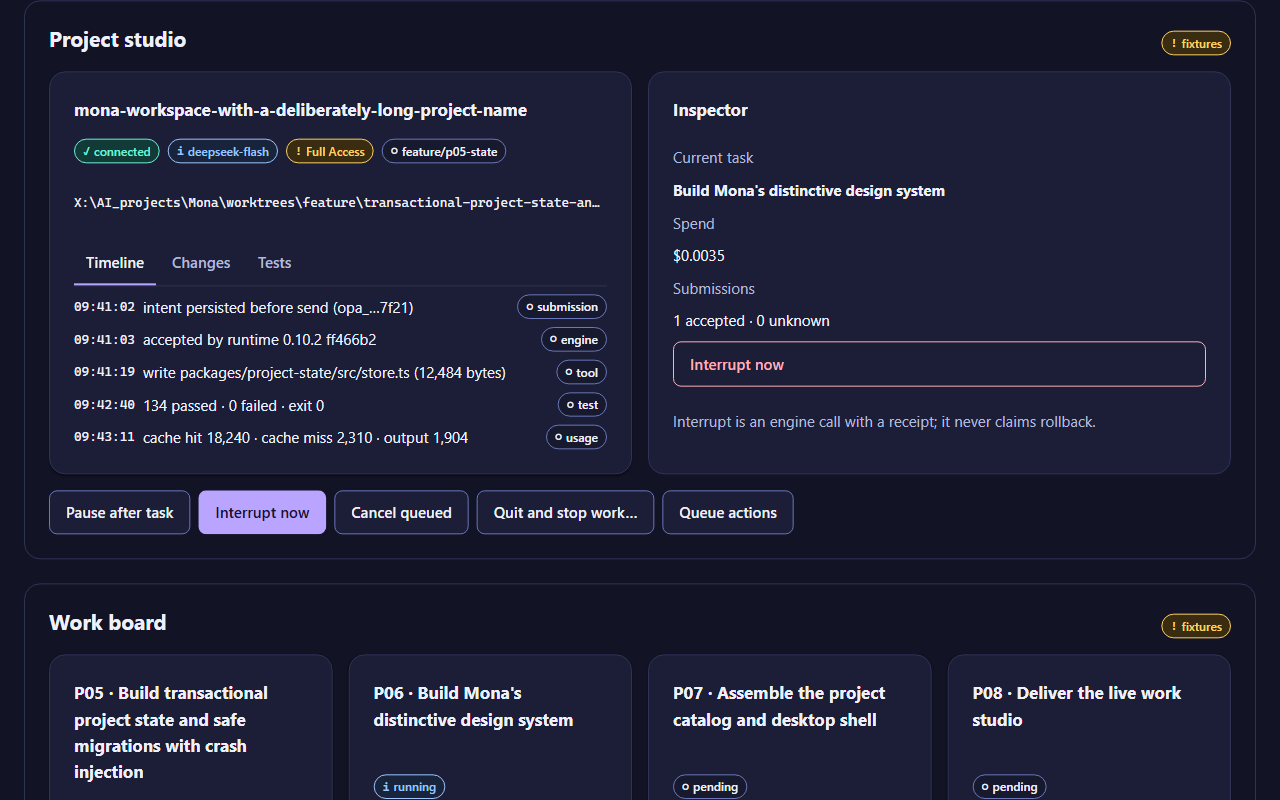 Project studio
! fixtures
mona-workspace-with-a-deliberately-long-project-name
✓ connected
i deepseek-flash
! Full Access
feature/p05-state
X:\AI_projects\Mona\worktrees\feature\transactional-project-state-an…
Timeline Changes Tests
09:41:02 intent persisted before send (opa_…7f21) submission
09:41:03 accepted by runtime 0.10.2 ff466b2 engine
09:41:19 write packages/project-state/src/store.ts (12,484 bytes) tool
09:42:40 134 passed · 0 failed · exit 0 test
09:43:11 cache hit 18,240 · cache miss 2,310 · output 1,904 usage
Inspector
Current task
Build Mona's distinctive design system
Spend
$0.0035
Submissions
1 accepted · 0 unknown
Interrupt now
Interrupt is an engine call with a receipt; it never claims rollback.
Pause after task
Interrupt now
Cancel queued
Quit and stop work…
Queue actions
Work board
! fixtures
P05 · Build transactional
project state and safe
migrations with crash
injection
P06 · Build Mona's
distinctive design system
i running
P07 · Assemble the project
catalog and desktop shell
pending
P08 · Deliver the live work
studio
pending